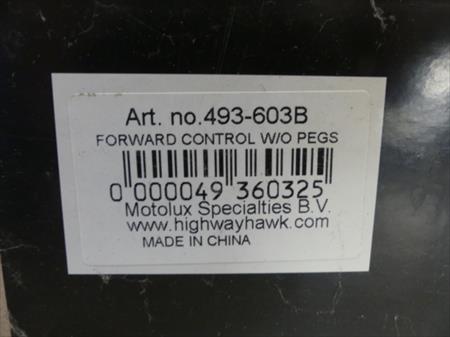 Art. no.493-603B
FORWARD CONTROL W/O PEGS
0 000049 360325
Motolux Specialties B.V.
www.highwayhawk.com
MADE IN CHINA